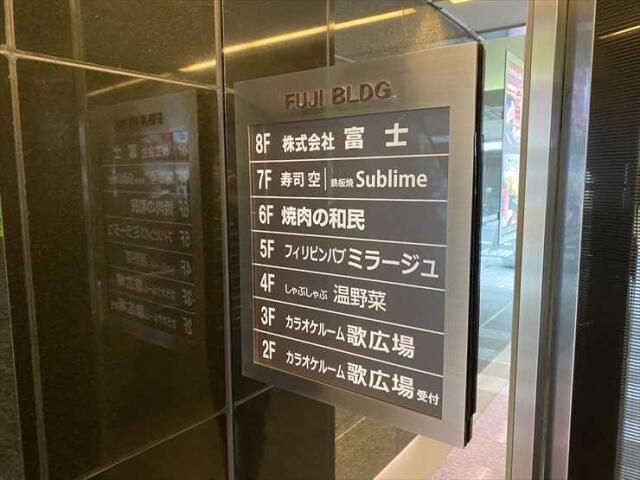 FUJI BLDG.
8F 株式会社 富士
7F 寿司 空 鉄板焼 Sublime
6F 焼肉の和民
5F フィリピンパブ ミラージュ
4F しゃぶしゃぶ 温野菜
3F カラオケルーム 歌広場
2F カラオケルーム 歌広場 受付